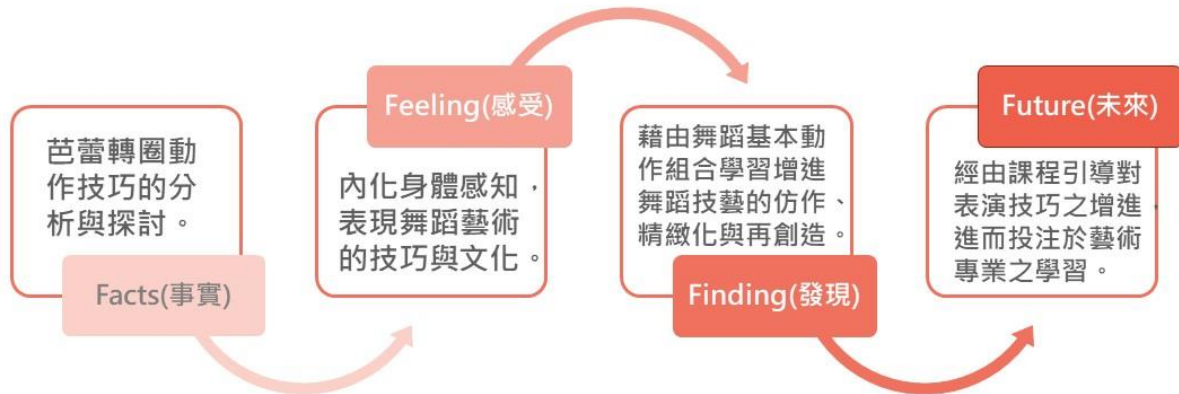 芭蕾轉圈動
作技巧的分
析與探討。
Facts(事實)
Feeling(感受)
內化身體感知，
表現舞蹈藝術
的技巧與文化。
藉由舞蹈基本動
作組合學習增進
舞蹈技藝的仿作、
精緻化與再創造。
Finding(發現)
Future(未來)
經由課程引導對
表演技巧之增進，
進而投注於藝術
專業之學習。